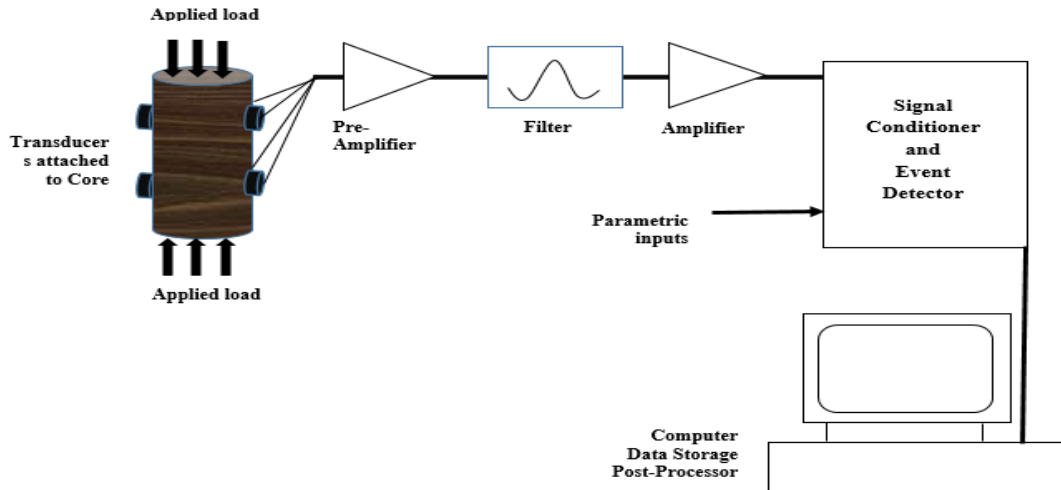 Applied load
Transducer
s attached
to Core
Applied load
Pre-
Amplifier
Filter
Amplifier
Signal
Conditioner
and
Event
Detector
Parametric
inputs
Computer
Data Storage
Post-Processor